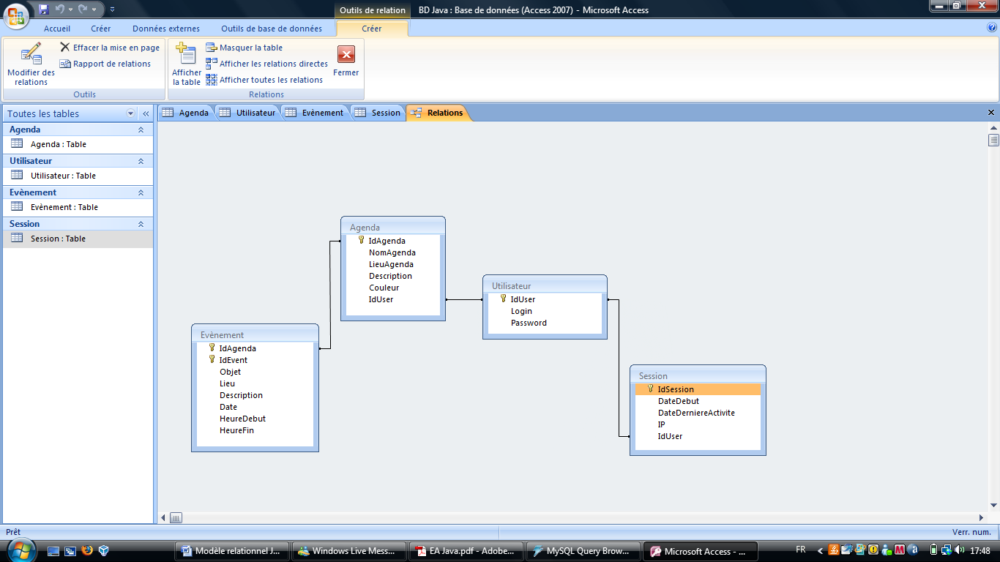 Outils de relation
BD Java : Base de données (Access 2007) - Microsoft Access
Accueil
Créer
Données externes
Outils de base de données
Créer
Modifier des
relations
Effacer la mise en page
Rapport de relations
Outils
Afficher
la table
Masquer la table
Afficher les relations directes
Afficher toutes les relations
Fermer
Relations
Toutes les tables
Agenda
Agenda : Table
Utilisateur
Utilisateur : Table
Evènement
Evènement : Table
Session
Session : Table
Agenda
Utilisateur
Evènement
Session
Relations
Agenda
IdAgenda
NomAgenda
LieuAgenda
Description
Couleur
IdUser
Utilisateur
IdUser
Login
Password
Evènement
IdAgenda
IdEvent
Objet
Lieu
Description
Date
HeureDebut
HeureFin
Session
IdSession
DateDebut
DateDerniereActivite
IP
IdUser
Prêt
Verr. num.
Modèle relationnel J...
Windows Live Mess...
EA Java.pdf - Adobe...
MySQL Query Brow...
Microsoft Access - ...
FR
17:48